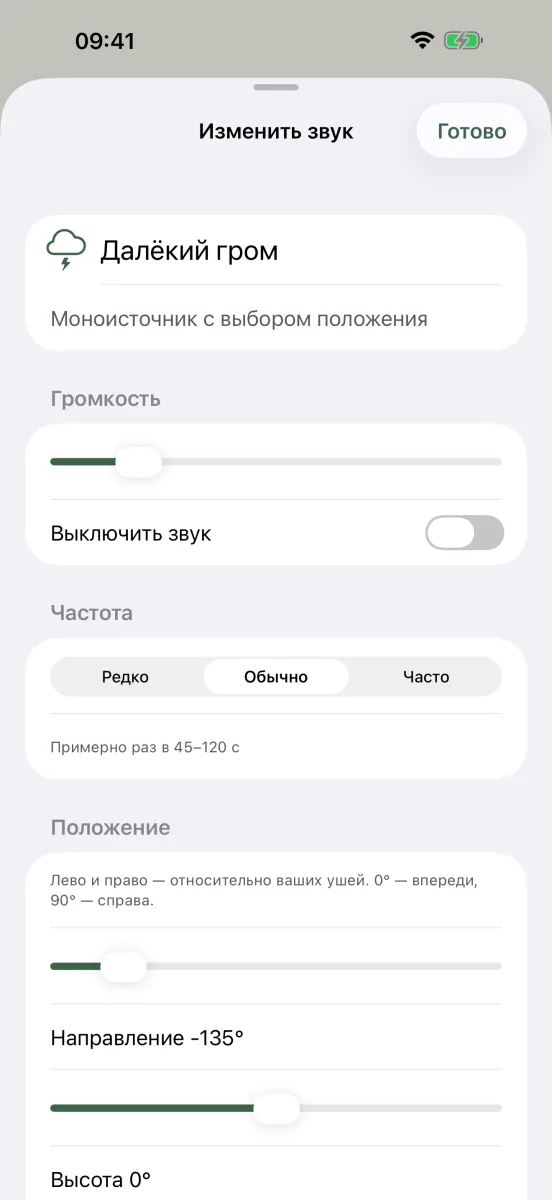 09:41
Изменить звук
Готово
Далёкий гром
Моноисточник с выбором положения
Громкость
Выключить звук
Частота
Редко
Обычно
Часто
Примерно раз в 45–120 с
Положение
Лево и право — относительно ваших ушей. 0° — впереди,
90° — справа.
Направление -135°
Высота 0°